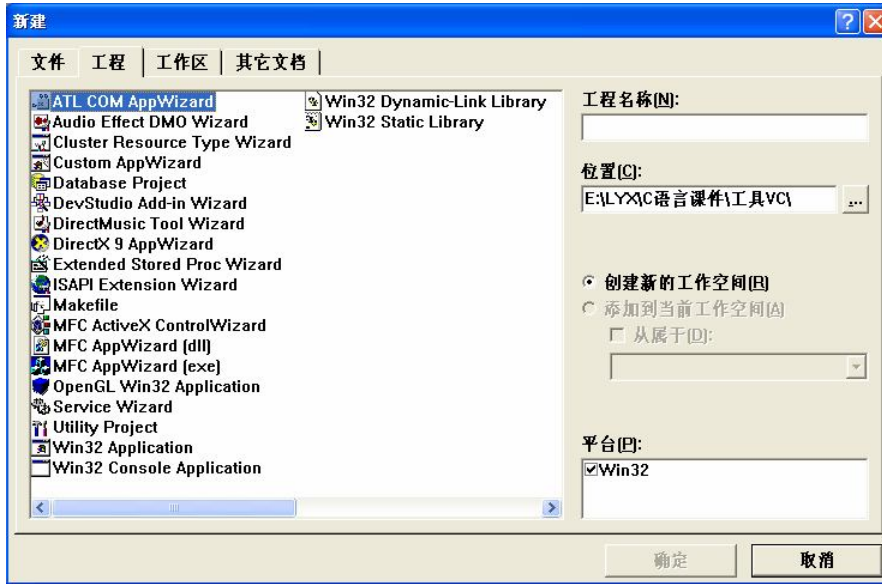 新建
文件 工程 工作区 其它文档
ATL COM AppWizard
Audio Effect DMO Wizard
Cluster Resource Type Wizard
Custom AppWizard
Database Project
DevStudio Add-in Wizard
DirectMusic Tool Wizard
DirectX 9 AppWizard
Extended Stored Proc Wizard
ISAPI Extension Wizard
Makefile
MFC ActiveX ControlWizard
MFC AppWizard (dll)
MFC AppWizard (exe)
OpenGL Win32 Application
Service Wizard
Utility Project
Win32 Application
Win32 Console Application
Win32 Dynamic-Link Library
Win32 Static Library
工程名称(N):
位置(C):
E:\LYX\C语言课件\工具VC\
...
创建新的工作空间(R)
添加到当前工作空间(A)
从属于(D):
平台(P):
Win32
确定 取消